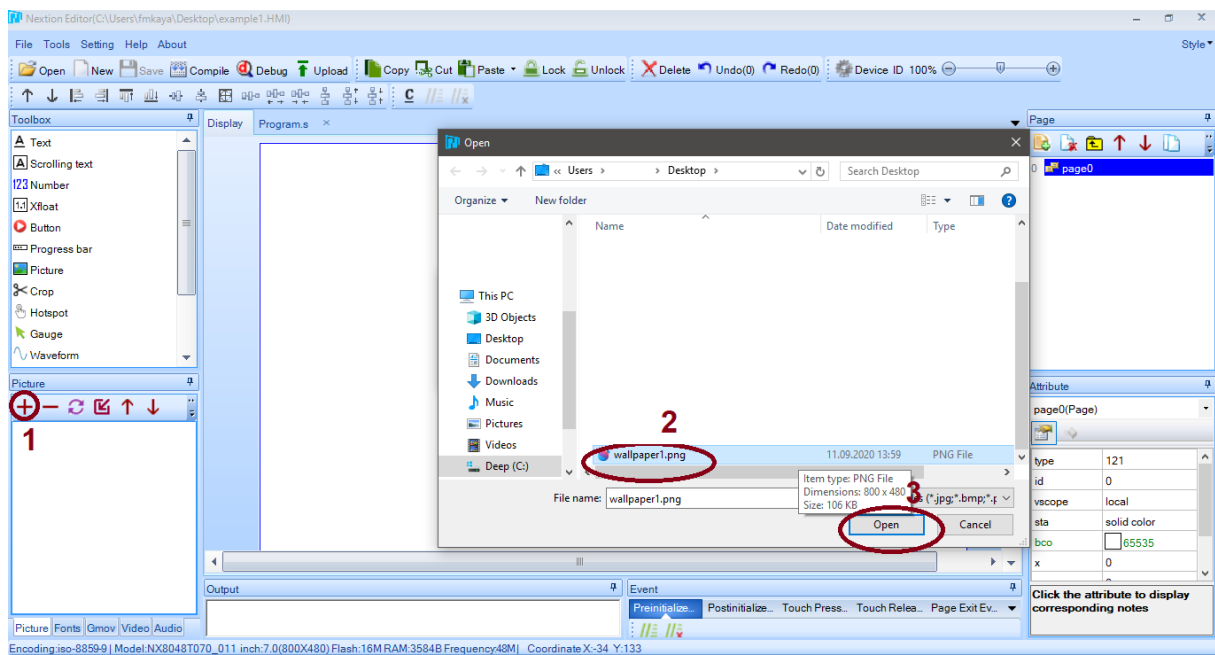 Nextion Editor(C:\Users\fmkaya\Desktop\example1.HMI)
File Tools Setting Help About
Style
Open New Save Compile Debug Upload Copy Cut Paste Lock Unlock Delete Undo(0) Redo(0) Device ID 100%
Toolbox
A Text
A Scrolling text
123 Number
1.1 Xfloat
Button
Progress bar
Picture
Crop
Hotspot
Gauge
Waveform
Picture
1
Picture Fonts Gmov Video Audio
Display Program.s
Open
« Users > > Desktop >
Search Desktop
Organize New folder
Name Date modified Type
This PC
3D Objects
Desktop
Documents
Downloads
Music
Pictures
Videos
Deep (C:)
2
wallpaper1.png 11.09.2020 13:59 PNG File
Item type: PNG File
Dimensions: 800 x 480
Size: 106 KB
3
File name: wallpaper1.png
(*.jpg;*.bmp;*.
Open Cancel
Output
Event
Preinitialize... Postinitialize... Touch Press... Touch Relea... Page Exit Ev...
Page
0 page0
Attribute
page0(Page)
type 121
id 0
vscope local
sta solid color
bco 65535
x 0
Click the attribute to display
corresponding notes
Encoding:iso-8859-9 | Model:NX8048T070_011 inch:7.0(800X480) Flash:16M RAM:3584B Frequency:48M| Coordinate X:-34 Y:133